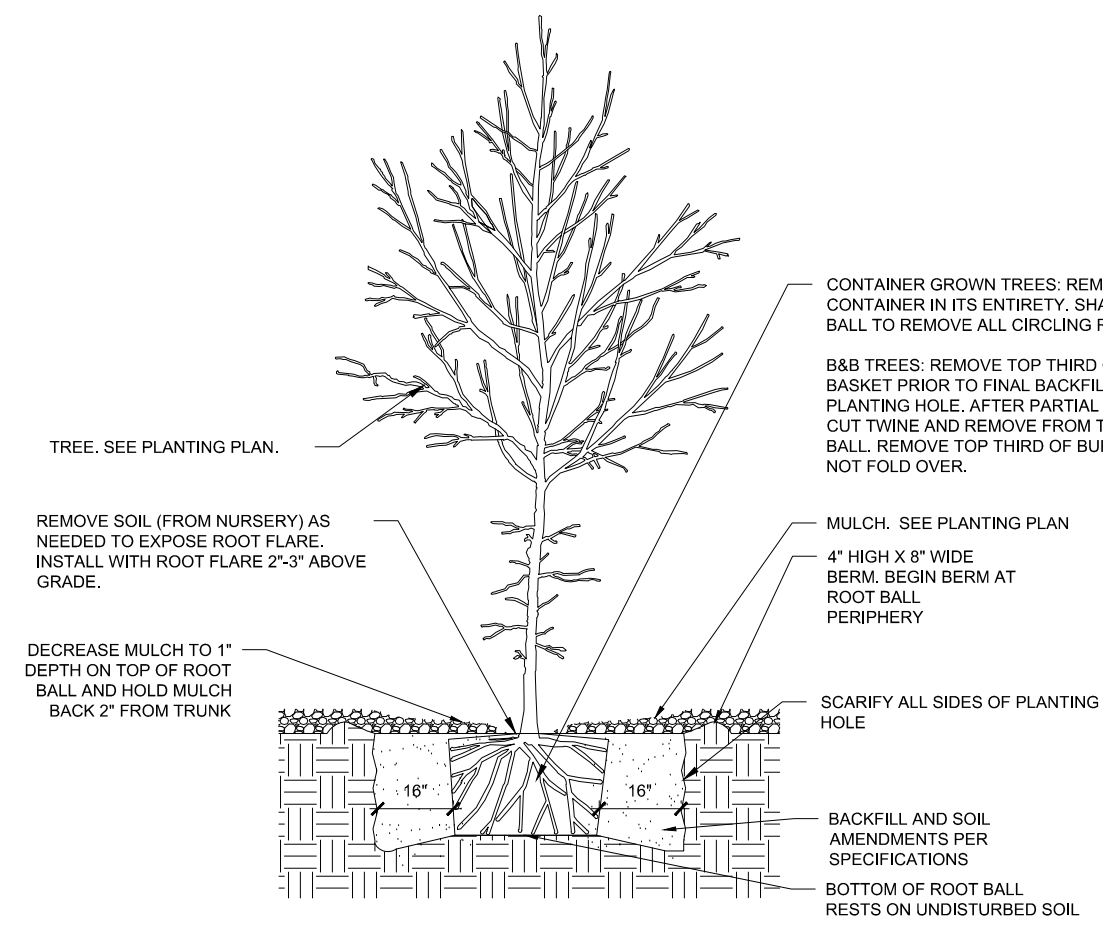 CONTAINER GROWN TREES:
CONTAINER IN ITS ENTIRETY.
BALL TO REMOVE ALL CIRCLING
B&B TREES: REMOVE TOP THIRD
BASKET PRIOR TO FINAL
PLANTING HOLE. AFTER PARTIAL
CUT TWINE AND REMOVE FROM
BALL. REMOVE TOP THIRD OF
NOT FOLD OVER.
TREE. SEE PLANTING PLAN.
REMOVE SOIL (FROM NURSERY) AS
NEEDED TO EXPOSE ROOT FLARE.
INSTALL WITH ROOT FLARE 2"-3" ABOVE
GRADE.
MULCH. SEE PLANTING PLAN
4" HIGH X 8" WIDE
BERM. BEGIN BERM AT
ROOT BALL
PERIPHERY
DECREASE MULCH TO 1"
DEPTH ON TOP OF ROOT
BALL AND HOLD MULCH
BACK 2" FROM TRUNK
SCARIFY ALL SIDES OF PLANTING
HOLE
16"
16"
BACKFILL AND SOIL
AMENDMENTS PER
SPECIFICATIONS
BOTTOM OF ROOT BALL
RESTS ON UNDISTURBED SOIL